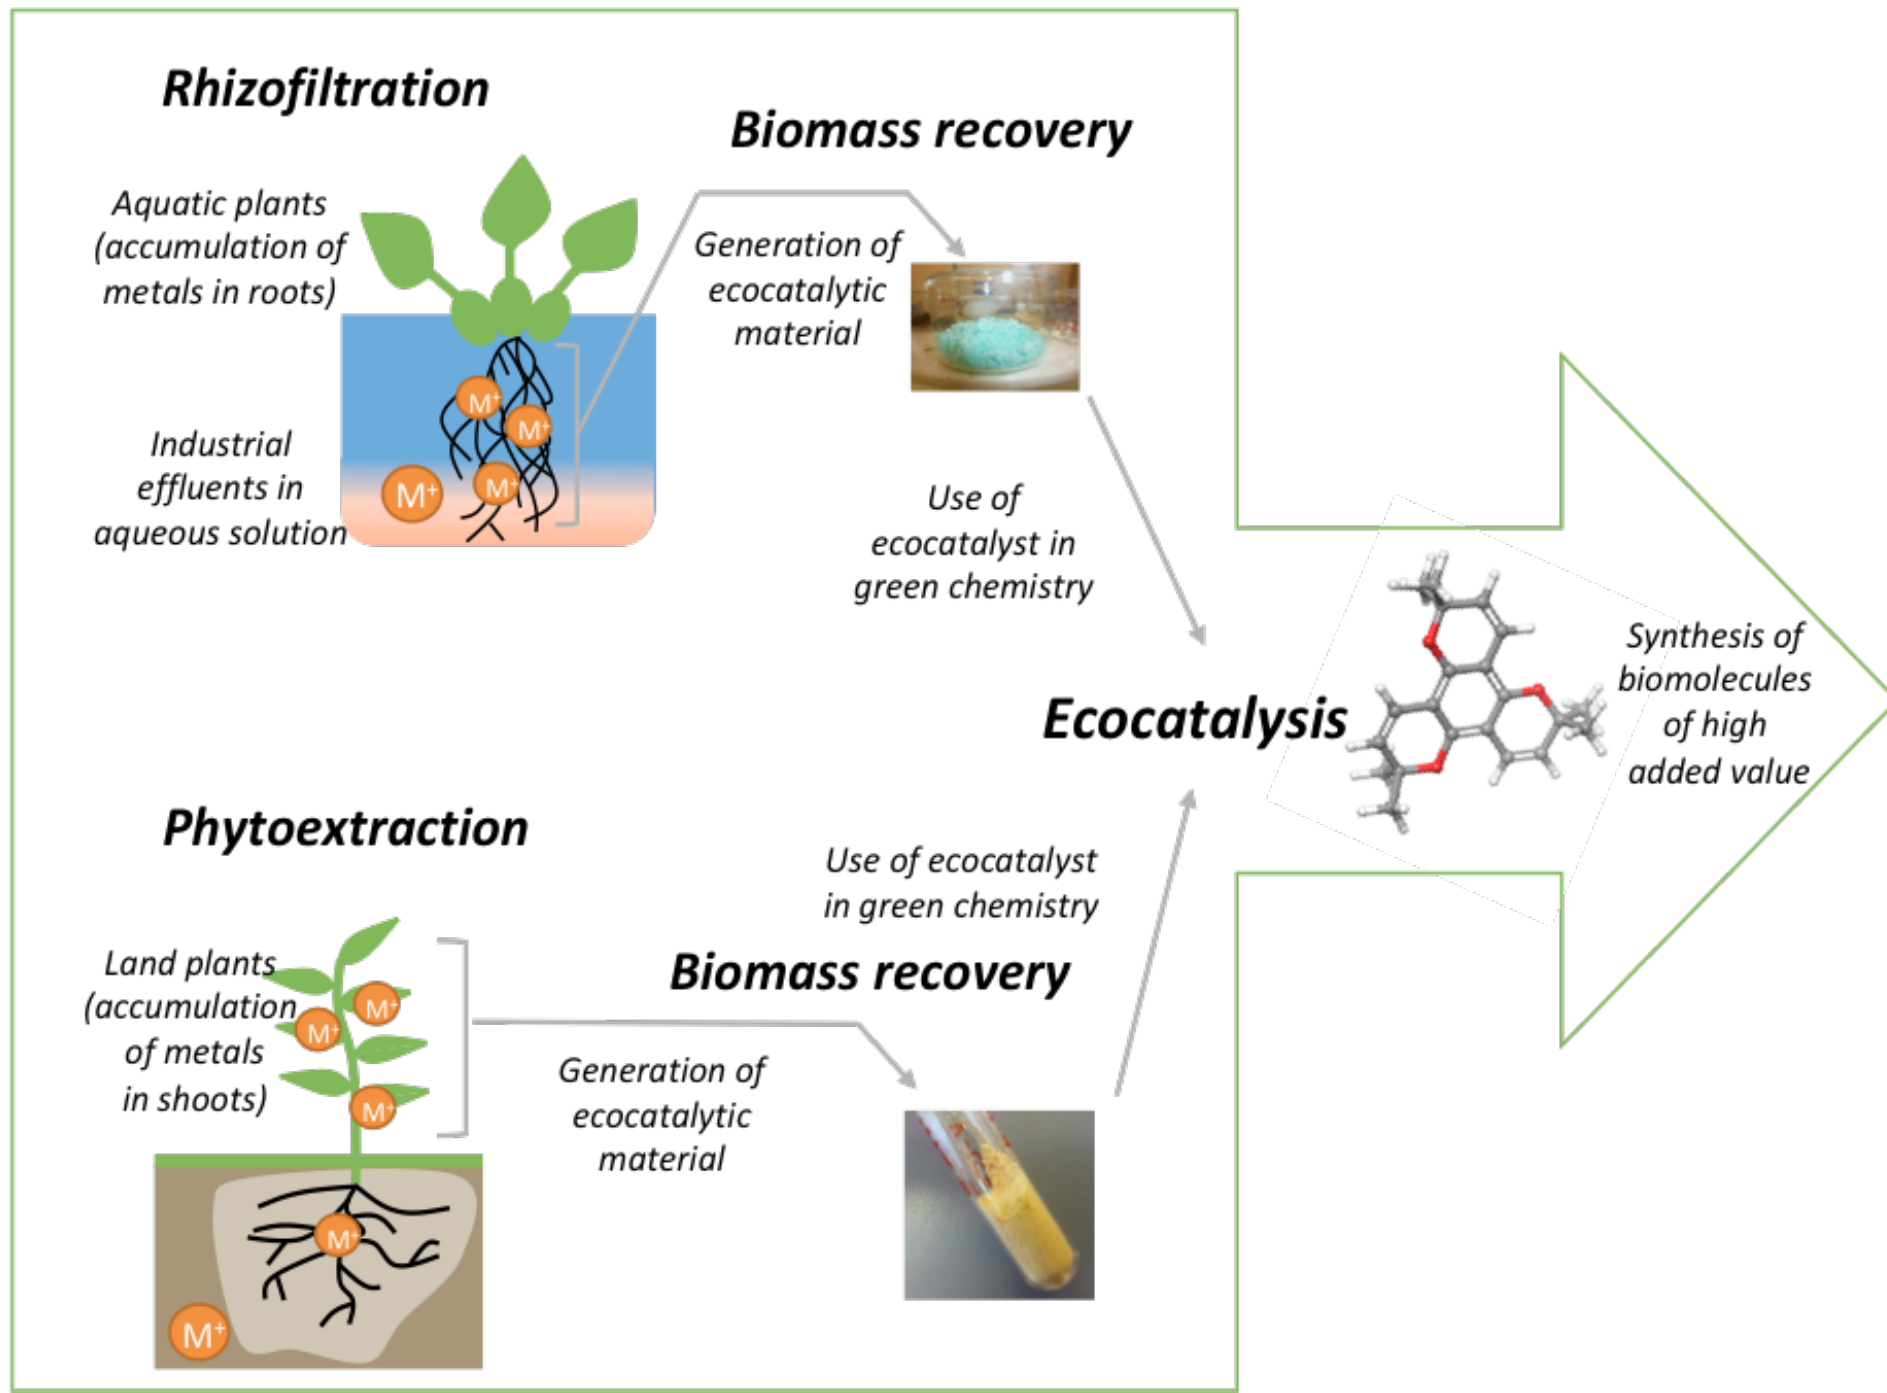 Rhizofiltration
Biomass recovery
Aquatic plants
(accumulation of
metals in roots)
Generation of
ecocatalytic
material
M⁺
M⁺
M⁺
M⁺
Industrial
effluents in
aqueous solution
Use of
ecocatalyst in
green chemistry
Ecocatalysis
Synthesis of
biomolecules
of high
added value
Phytoextraction
Use of ecocatalyst
in green chemistry
Biomass recovery
Land plants
(accumulation
of metals
in shoots)
M⁺
M⁺
M⁺
Generation of
ecocatalytic
material
M⁺
M⁺